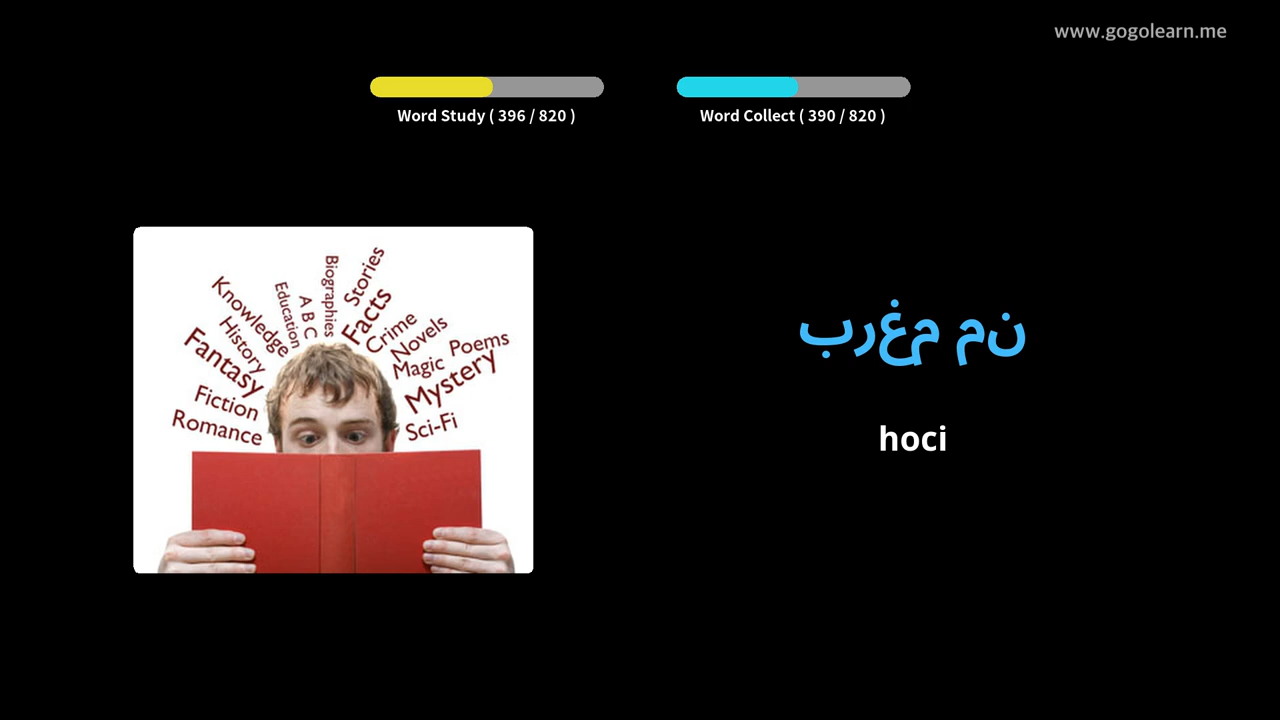 www.gogolearn.me
Word Study ( 396 / 820 )
Word Collect ( 390 / 820 )
Biographies
Stories
Education
A B C
Facts
Knowledge
Crime
History
Novels
Poems
Fantasy
Magic
Mystery
Fiction
Sci-Fi
Romance
برغم من
hoci